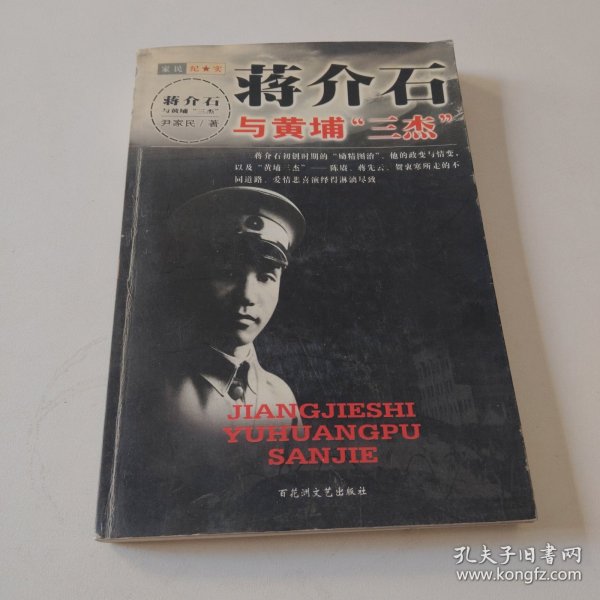 家民纪★实
蒋介石
与黄埔“三杰”
尹家民/著
蒋介石
与黄埔“三杰”
蒋介石初创时期的“励精图治”、他的政变与情变，
以及“黄埔三杰”——陈赓、蒋先云、贺衷寒所走的不
同道路、爱情悲喜演绎得淋漓尽致
JIANGJIESHI
YUHUANGPU
SANJIE
百花洲文艺出版社
孔夫子旧书网
www.kongfz.com